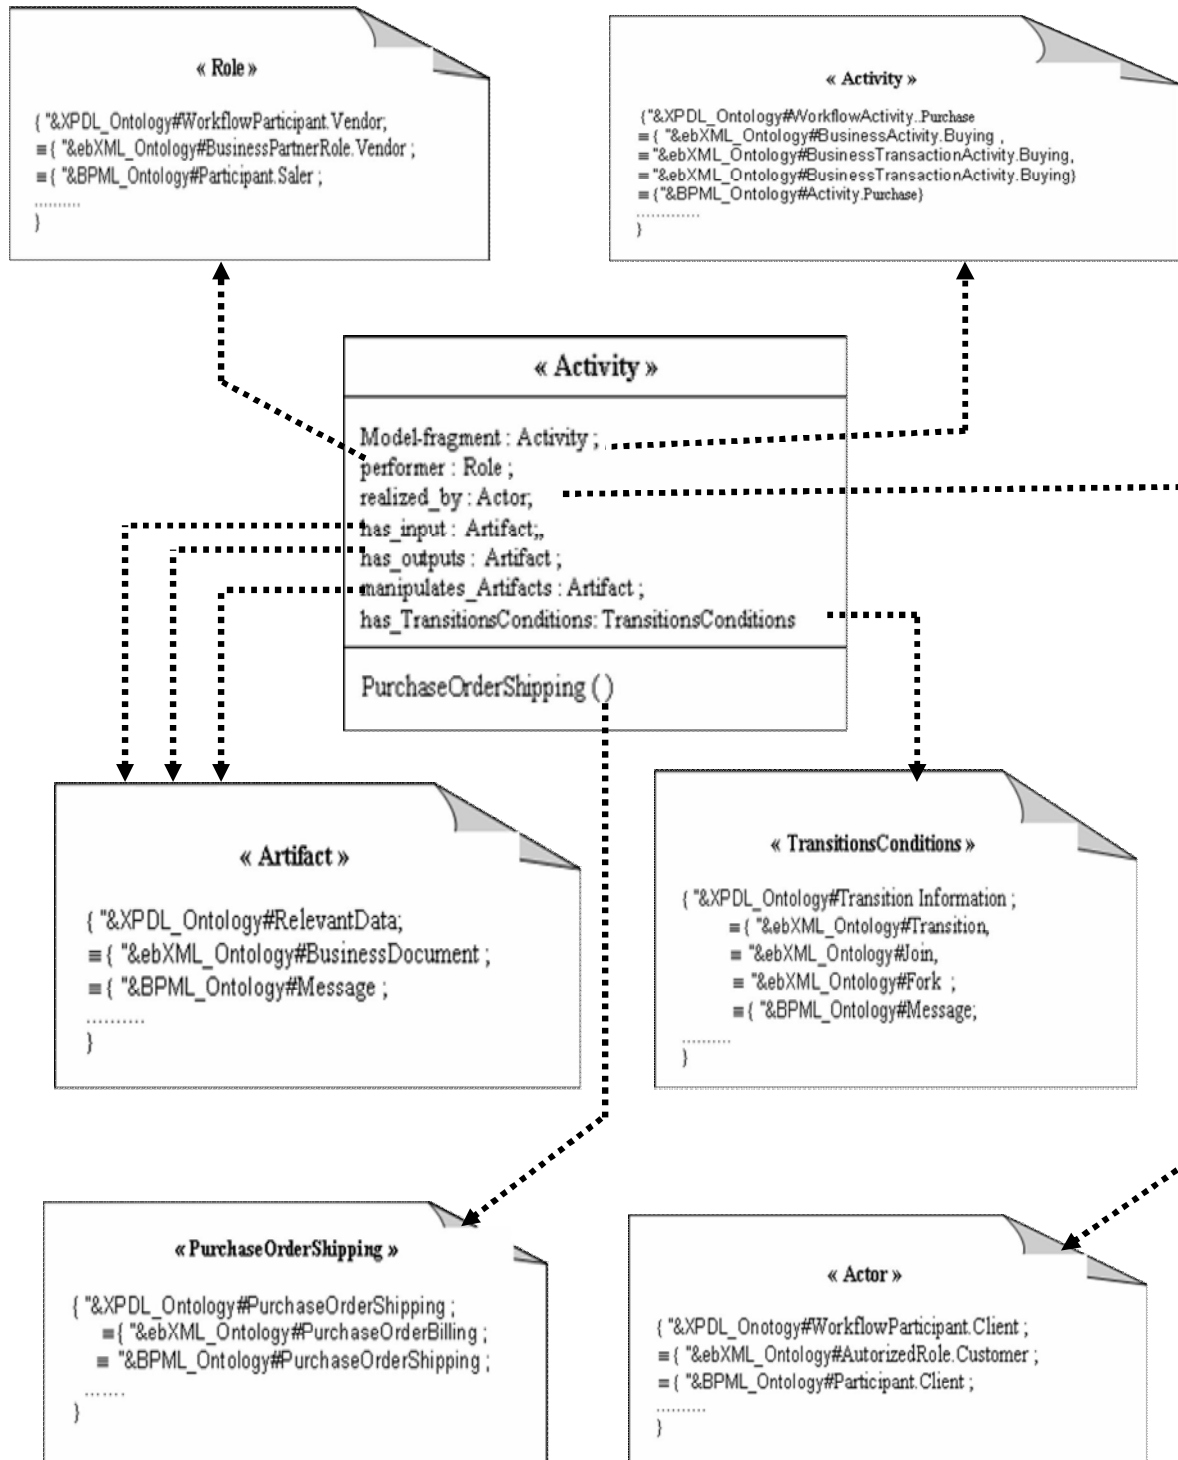 « Role »
{ "&XPDL_Ontology#WorkflowParticipant.Vendor;
≡ { "&ebXML_Ontology#BusinessPartnerRole.Vendor ;
≡ { "&BPML_Ontology#Participant.Saler ;
..........
}
« Activity »
{"&XPDL_Ontology#WorkflowActivity..Purchase
≡ { "&ebXML_Ontology#BusinessActivity.Buying ,
≡ "&ebXML_Ontology#BusinessTransactionActivity.Buying,
≡ "&ebXML_Ontology#BusinessTransactionActivity.Buying}
≡ {"&BPML_Ontology#Activity.Purchase}
.............
}
« Activity »
Model-fragment : Activity ;
performer : Role ;
realized_by : Actor;
has_input : Artifact;,
has_outputs : Artifact ;
manipulates_Artifacts : Artifact ;
has_TransitionsConditions: TransitionsConditions
PurchaseOrderShipping ( )
« Artifact »
{ "&XPDL_Ontology#RelevantData;
≡ { "&ebXML_Ontology#BusinessDocument ;
≡ { "&BPML_Ontology#Message ;
..........
}
« TransitionsConditions »
{ "&XPDL_Ontology#Transition Information ;
≡ { "&ebXML_Ontology#Transition,
≡ "&ebXML_Ontology#Join,
≡ "&ebXML_Ontology#Fork ;
≡ { "&BPML_Ontology#Message;
..........
}
« PurchaseOrderShipping »
{ "&XPDL_Ontology#PurchaseOrderShipping ;
≡ { "&ebXML_Ontology#PurchaseOrderBilling ;
≡ "&BPML_Ontology#PurchaseOrderShipping ;
.......
}
« Actor »
{ "&XPDL_Onotogy#WorkflowParticipant.Client ;
≡ { "&ebXML_Ontology#AutorizedRole.Customer ;
≡ { "&BPML_Ontology#Participant.Client ;
..........
}